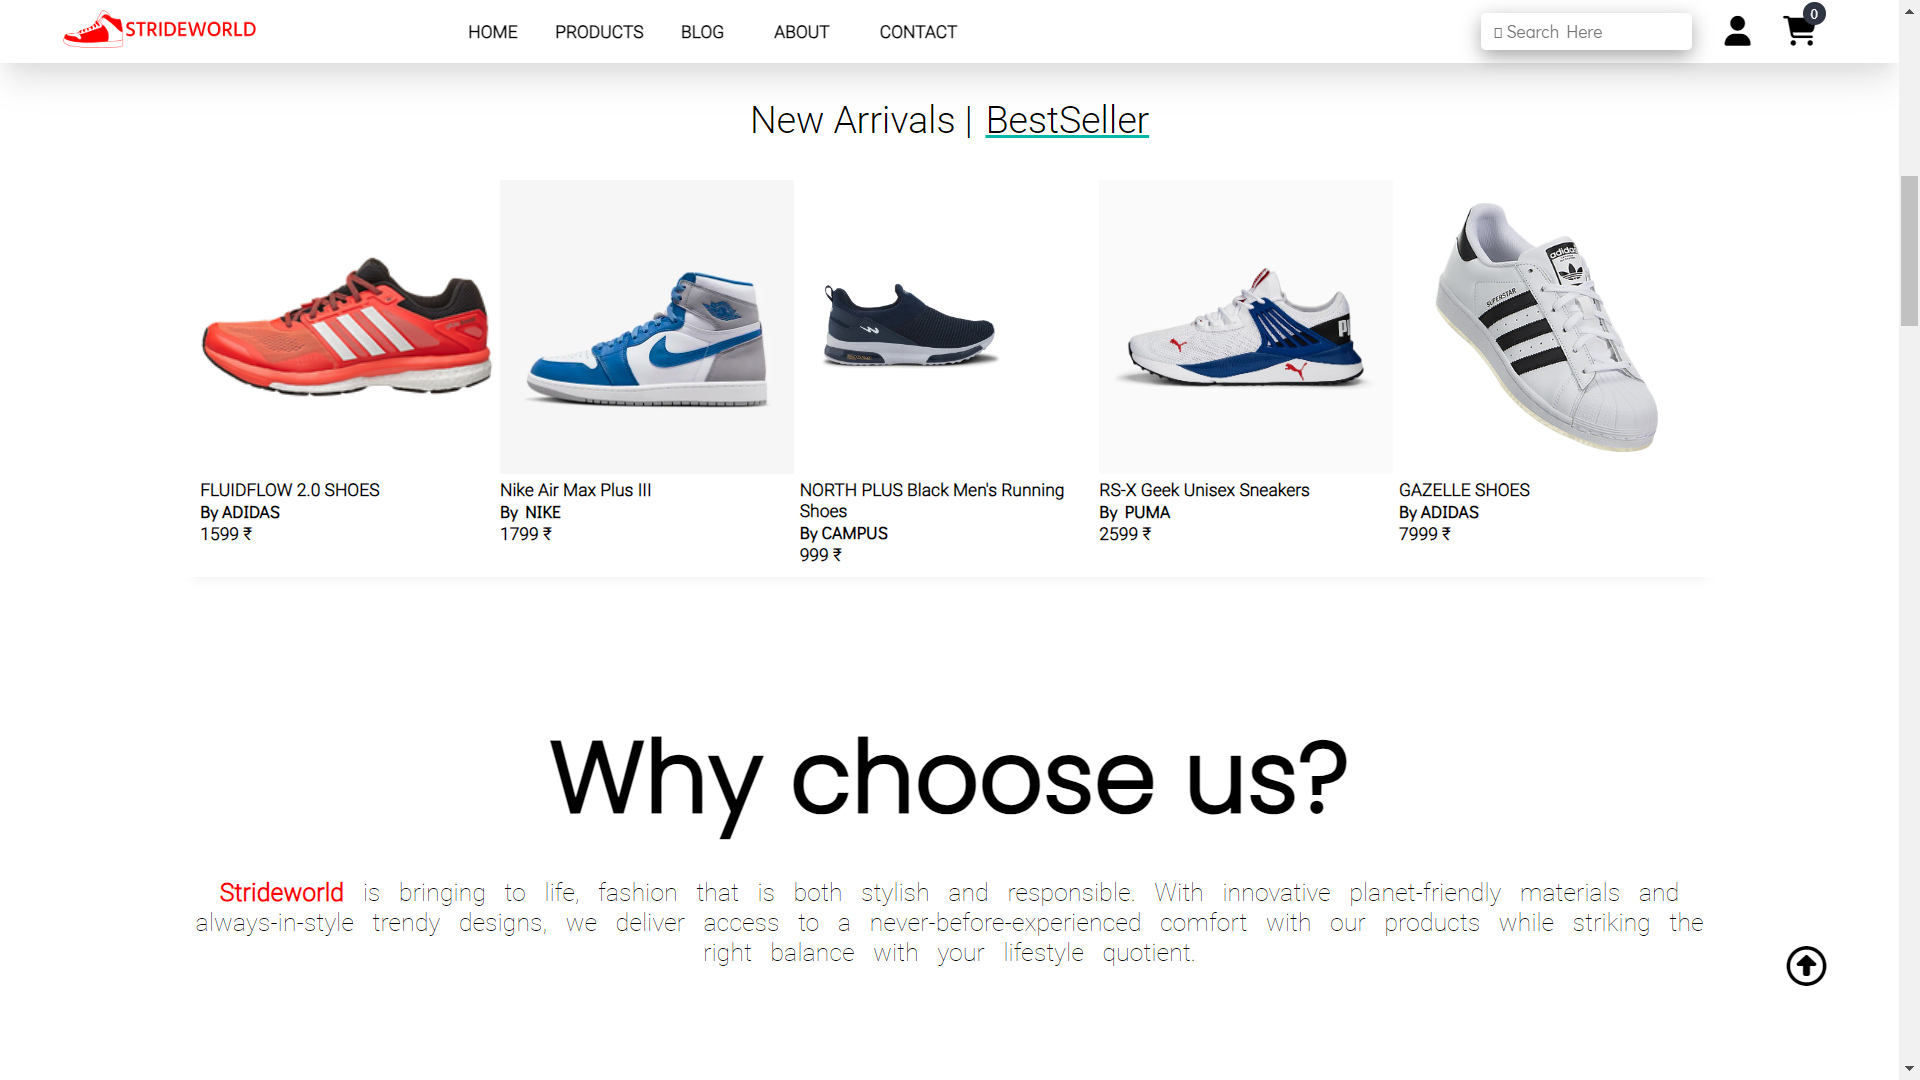 STRIDEWORLD
HOME PRODUCTS BLOG ABOUT CONTACT
Search Here
0
New Arrivals | BestSeller
adidas
SUPERSTAR
FLUIDFLOW 2.0 SHOES
By ADIDAS
1599 ₹
Nike Air Max Plus III
By NIKE
1799 ₹
NORTH PLUS Black Men's Running
Shoes
By CAMPUS
999 ₹
RS-X Geek Unisex Sneakers
By PUMA
2599 ₹
GAZELLE SHOES
By ADIDAS
7999 ₹
Why choose us?
Strideworld is bringing to life, fashion that is both stylish and responsible. With innovative planet-friendly materials and
always-in-style trendy designs, we deliver access to a never-before-experienced comfort with our products while striking the
right balance with your lifestyle quotient.